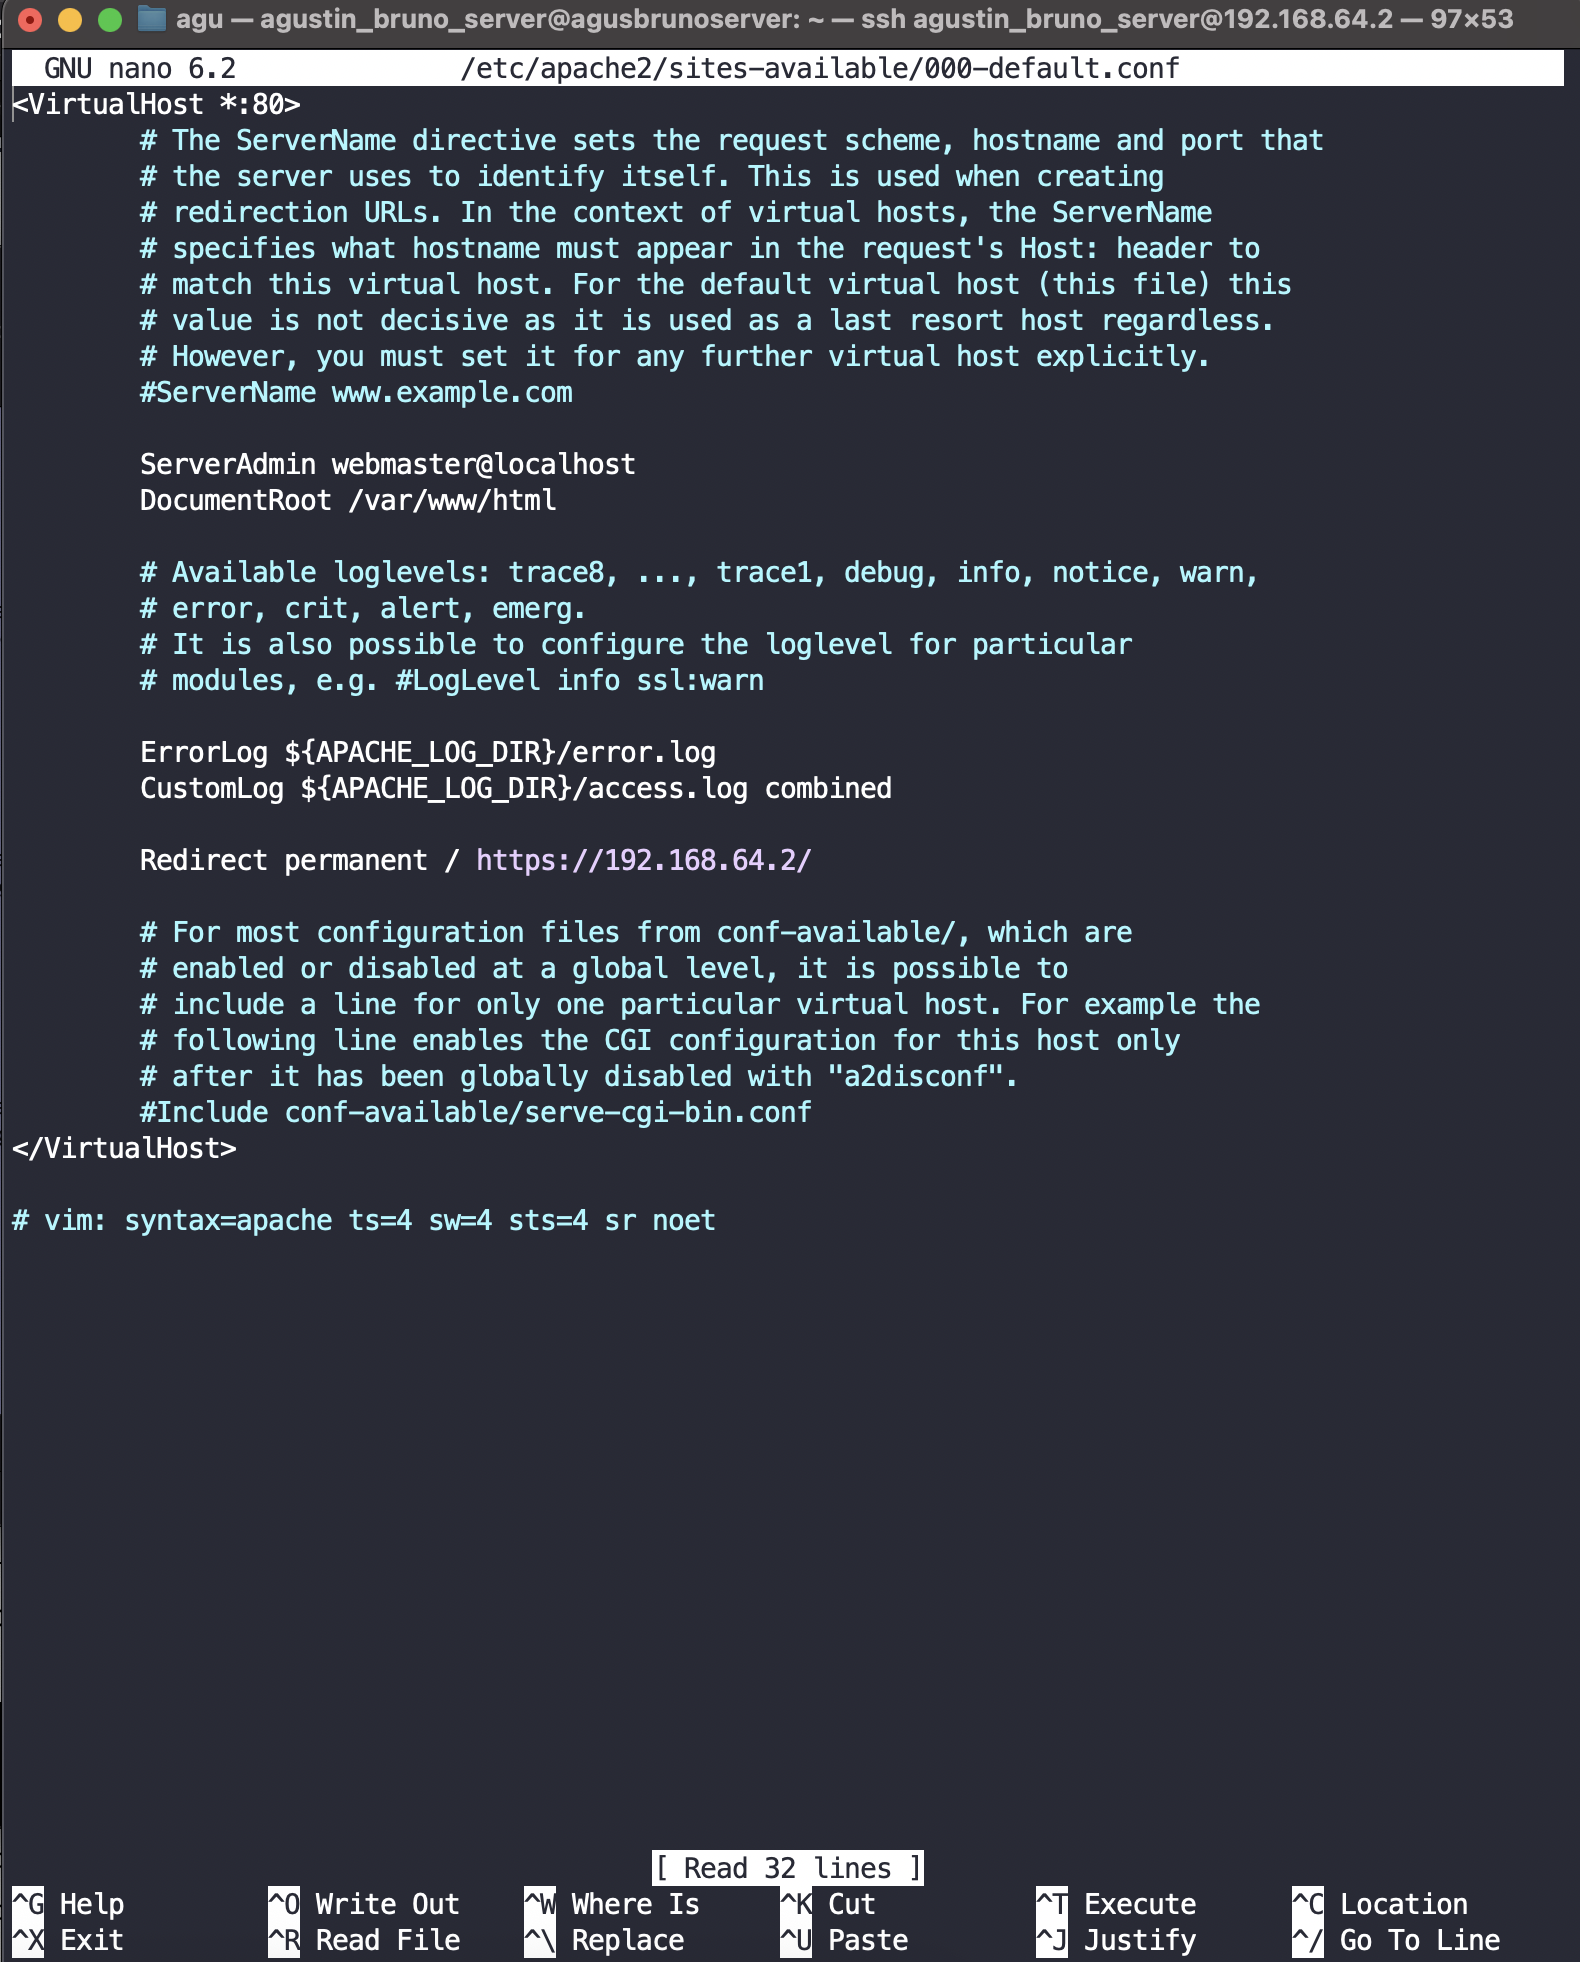 agu — agustin_bruno_server@agusbrunoserver: ~ — ssh agustin_bruno_server@192.168.64.2 — 97×53
GNU nano 6.2 /etc/apache2/sites-available/000-default.conf
<VirtualHost *:80>
# The ServerName directive sets the request scheme, hostname and port that
# the server uses to identify itself. This is used when creating
# redirection URLs. In the context of virtual hosts, the ServerName
# specifies what hostname must appear in the request's Host: header to
# match this virtual host. For the default virtual host (this file) this
# value is not decisive as it is used as a last resort host regardless.
# However, you must set it for any further virtual host explicitly.
#ServerName www.example.com
ServerAdmin webmaster@localhost
DocumentRoot /var/www/html
# Available loglevels: trace8, ..., trace1, debug, info, notice, warn,
# error, crit, alert, emerg.
# It is also possible to configure the loglevel for particular
# modules, e.g. #LogLevel info ssl:warn
ErrorLog ${APACHE_LOG_DIR}/error.log
CustomLog ${APACHE_LOG_DIR}/access.log combined
Redirect permanent / https://192.168.64.2/
# For most configuration files from conf-available/, which are
# enabled or disabled at a global level, it is possible to
# include a line for only one particular virtual host. For example the
# following line enables the CGI configuration for this host only
# after it has been globally disabled with "a2disconf".
#Include conf-available/serve-cgi-bin.conf
</VirtualHost>
# vim: syntax=apache ts=4 sw=4 sts=4 sr noet
[ Read 32 lines ]
^G Help ^O Write Out ^W Where Is ^K Cut ^T Execute ^C Location
^X Exit ^R Read File ^\ Replace ^U Paste ^J Justify ^/ Go To Line